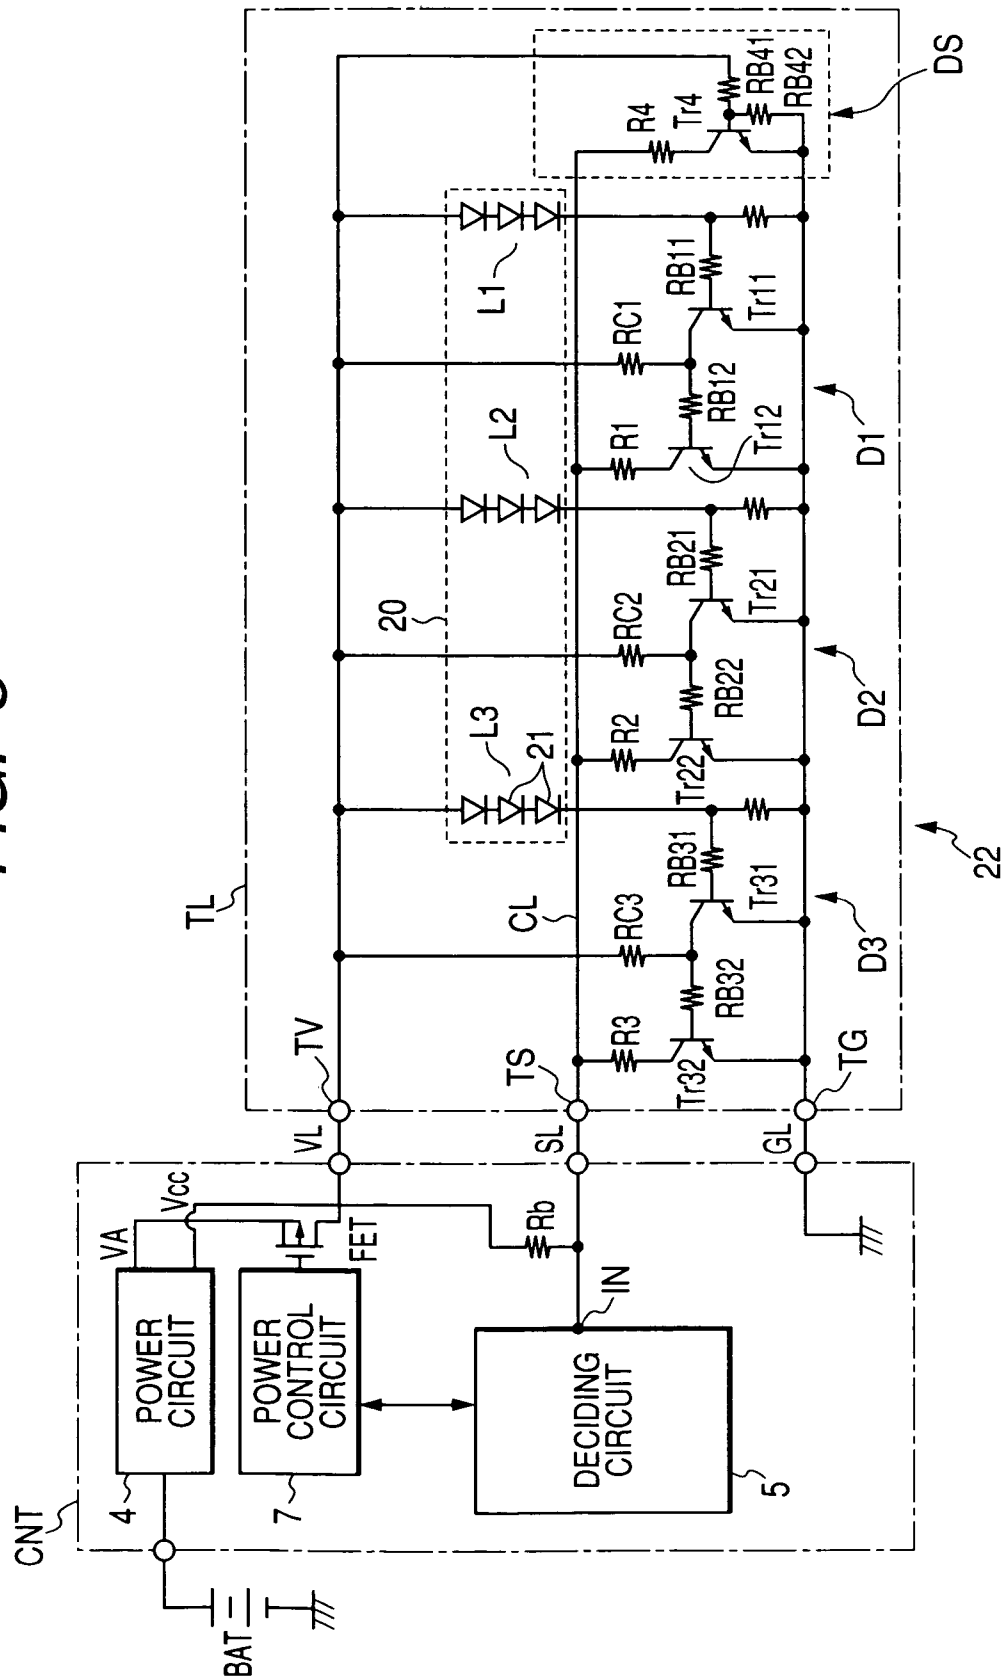 CNT
BAT
4
POWER
CIRCUIT
VA
Vcc
7
POWER
CONTROL
CIRCUIT
FET
DECIDING
CIRCUIT
5
IN
Rb
VL
SL
GL
TV
TS
TG
TL
CL
20
21
L3
L2
L1
RC3
RC2
RC1
R3
R2
R1
R4
Tr32
RB32
RB31
Tr31
Tr22
RB22
RB21
Tr21
Tr12
RB12
RB11
Tr11
Tr4
RB41
RB42
D3
D2
D1
DS
22